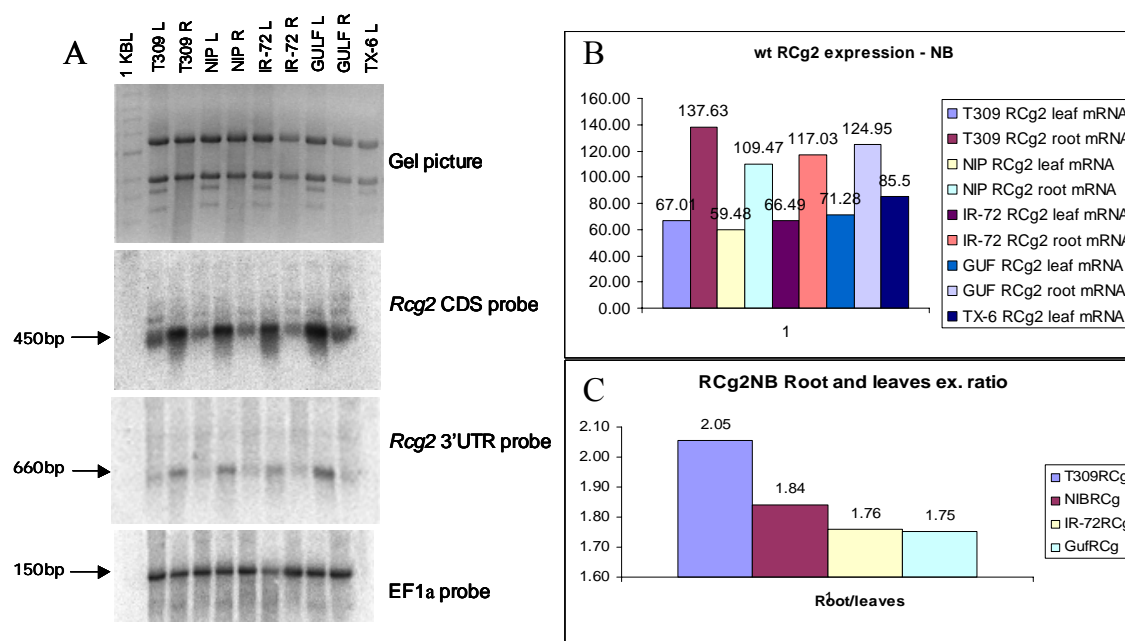 A
1 KBL
T309 L
T309 R
NIP L
NIP R
IR-72 L
IR-72 R
GULF L
GULF R
TX-6 L
Gel picture
450bp
Rcg2 CDS probe
660bp
Rcg2 3'UTR probe
150bp
EF1a probe
B
wt RCg2 expression - NB
160.00
140.00
120.00
100.00
80.00
60.00
40.00
20.00
0.00
67.01
137.63
59.48
109.47
66.49
117.03
71.28
124.95
85.5
1
T309 RCg2 leaf mRNA
T309 RCg2 root mRNA
NIP RCg2 leaf mRNA
NIP RCg2 root mRNA
IR-72 RCg2 leaf mRNA
IR-72 RCg2 root mRNA
GUF RCg2 leaf mRNA
GUF RCg2 root mRNA
TX-6 RCg2 leaf mRNA
C
RCg2NB Root and leaves ex. ratio
2.10
2.00
1.90
1.80
1.70
1.60
2.05
1.84
1.76
1.75
1
Root/leaves
T309RCg
NIBRCg
IR-72RCg
GufRCg